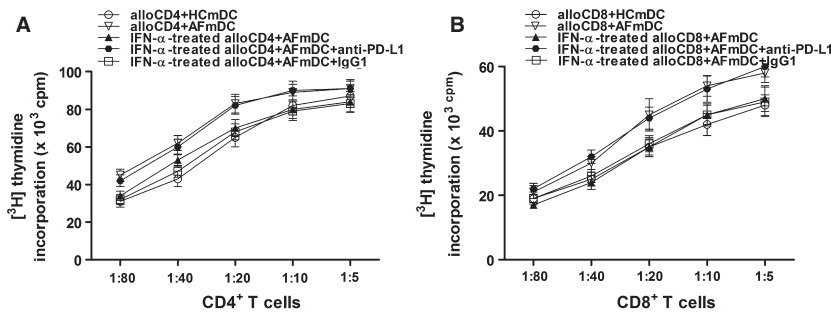 A
alloCD4+HCmDC
alloCD4+AFmDC
IFN-α-treated alloCD4+AFmDC
IFN-α-treated alloCD4+AFmDC+anti-PD-L1
IFN-α-treated alloCD4+AFmDC+IgG1
[³H] thymidine
incorporation (x 10³ cpm)
100
80
60
40
20
0
1:80 1:40 1:20 1:10 1:5
CD4⁺ T cells
B
alloCD8+HCmDC
alloCD8+AFmDC
IFN-α-treated alloCD8+AFmDC
IFN-α-treated alloCD8+AFmDC+anti-PD-L1
IFN-α-treated alloCD8+AFmDC+IgG1
[³H] thymidine
incorporation (x 10³ cpm)
60
40
20
0
1:80 1:40 1:20 1:10 1:5
CD8⁺ T cells